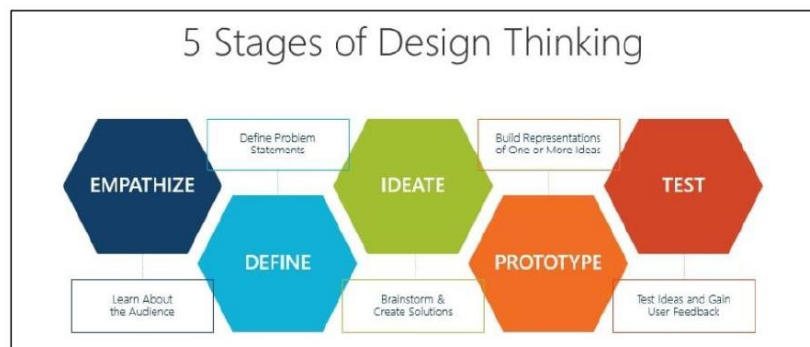 5 Stages of Design Thinking
EMPATHIZE
Learn About
the Audience
Define Problem
Statements
DEFINE
IDEATE
Brainstorm &
Create Solutions
Build Representations
of One or More Ideas
PROTOTYPE
TEST
Test Ideas and Gain
User Feedback